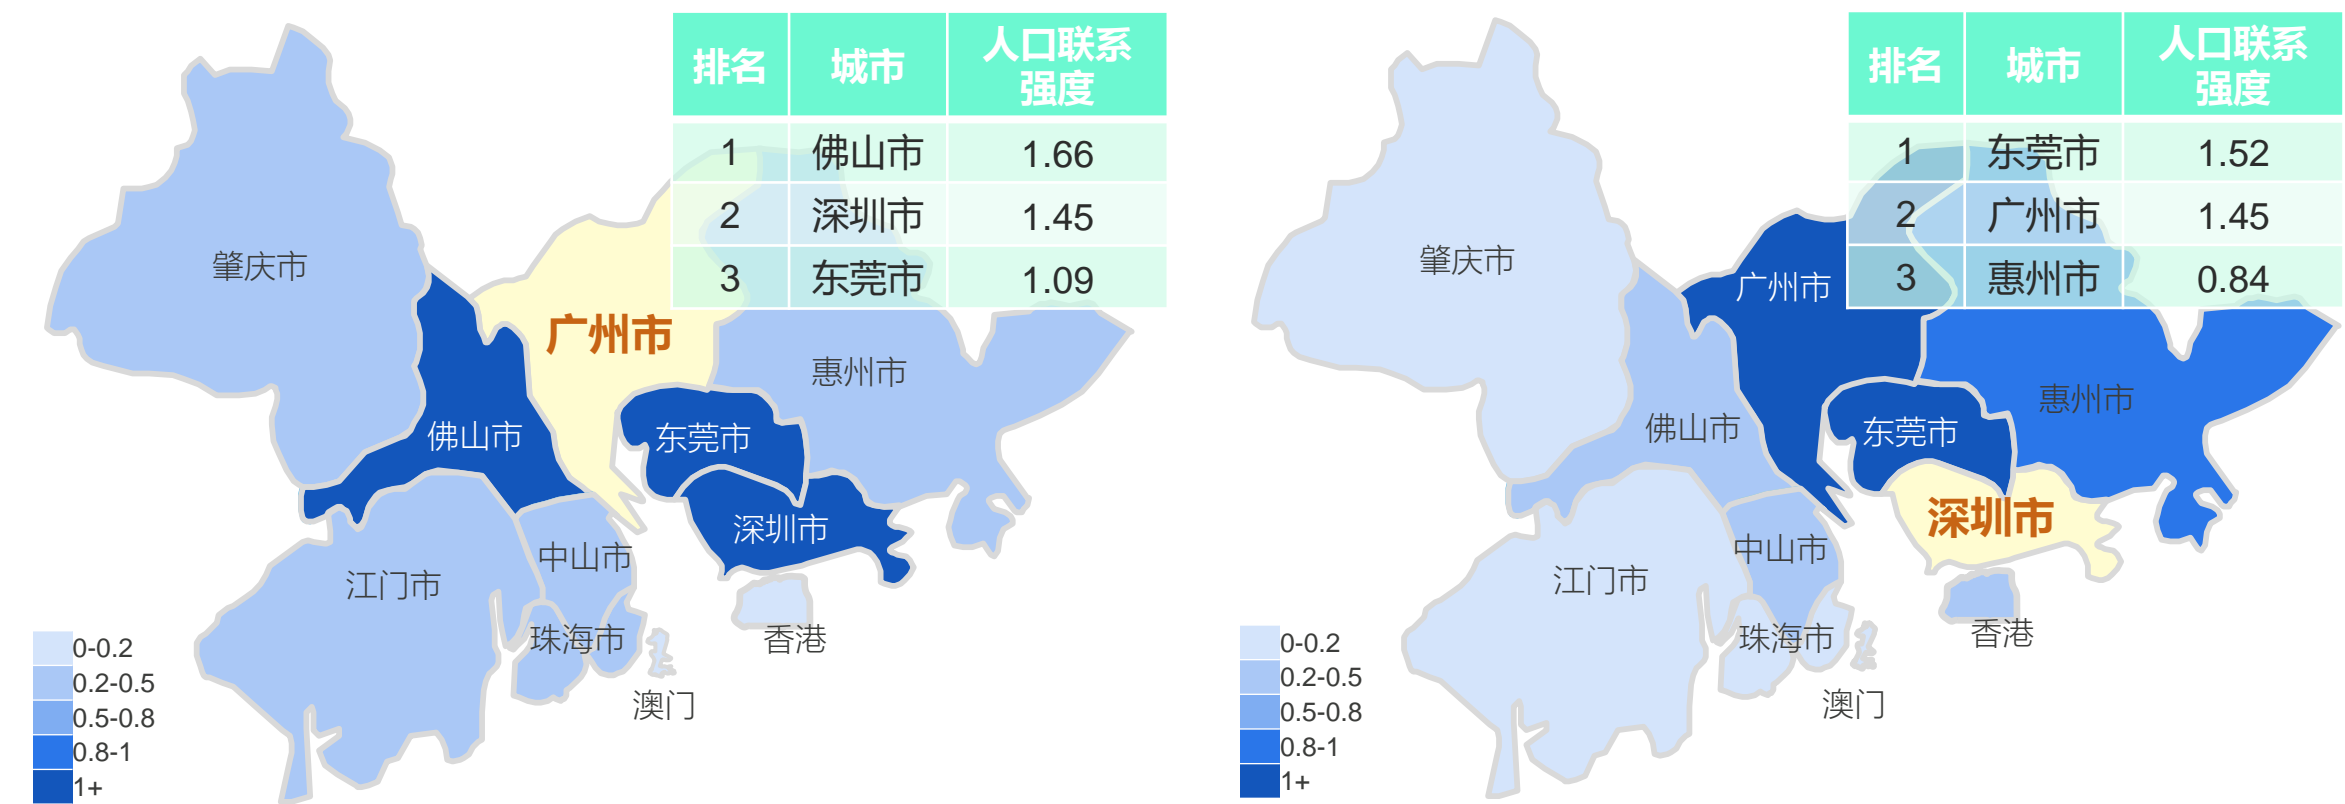 排名 城市 人口联系
强度
1 佛山市 1.66
2 深圳市 1.45
3 东莞市 1.09
肇庆市
广州市
惠州市
佛山市
东莞市
深圳市
中山市
江门市
珠海市
香港
澳门
0-0.2
0.2-0.5
0.5-0.8
0.8-1
1+
排名 城市 人口联系
强度
1 东莞市 1.52
2 广州市 1.45
3 惠州市 0.84
肇庆市
广州市
惠州市
佛山市
东莞市
深圳市
中山市
江门市
珠海市
香港
澳门
0-0.2
0.2-0.5
0.5-0.8
0.8-1
1+